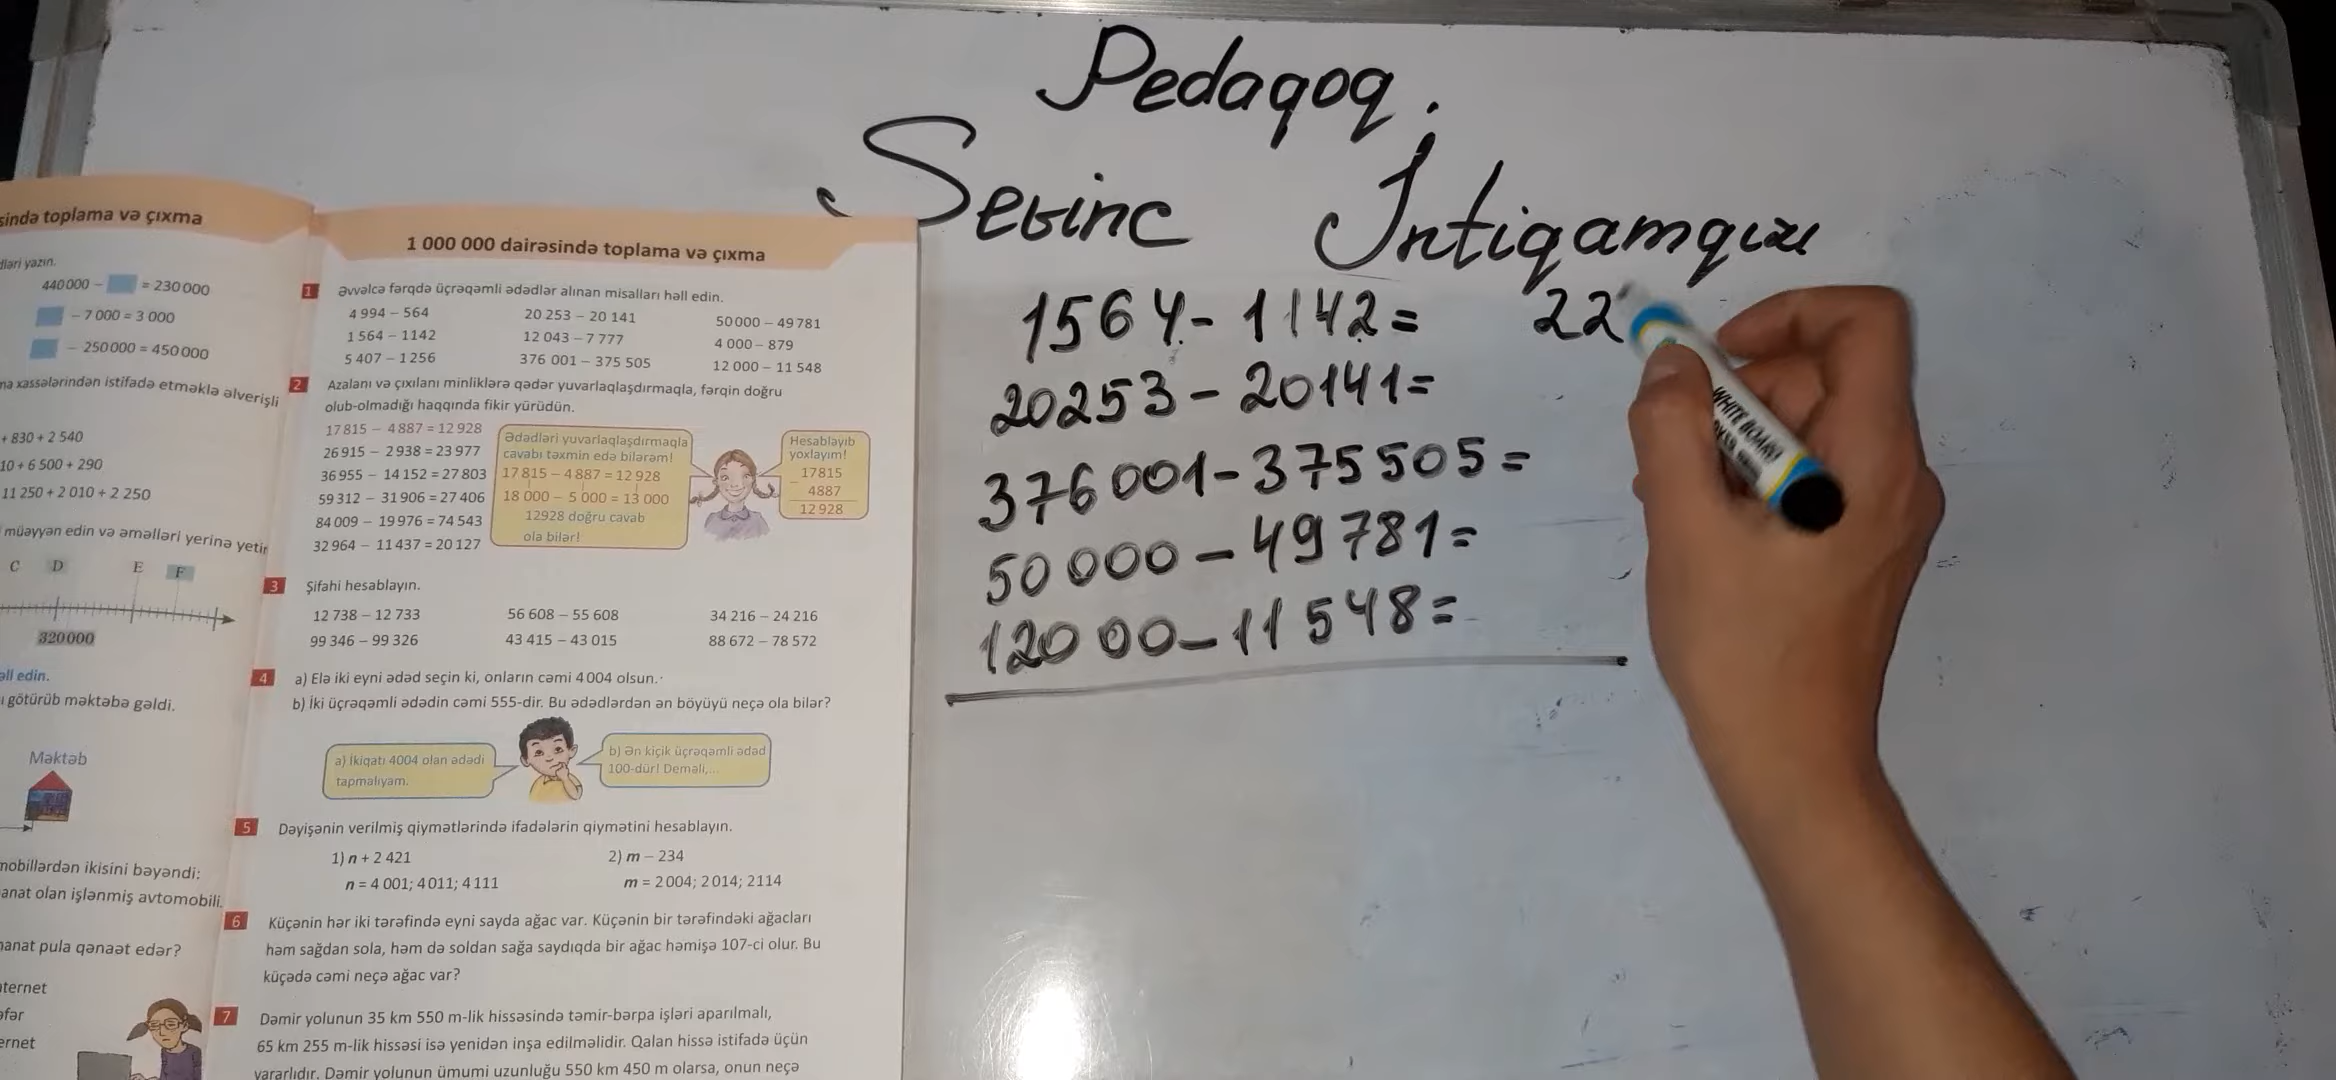 Pedaqoq.
Sevinc İntiqamqızı
1564 - 1142 = 22
20253 - 20141 =
376001 - 375505 =
50000 - 49781 =
12000 - 11548 =
sində toplama və çıxma
yazın.
440 000 – = 230 000
– 7 000 = 3 000
– 250 000 = 450 000
xassələrindən istifadə etməklə əlverişli
+ 830 + 2 540
10 + 6 500 + 290
11 250 + 2 010 + 2 250
müəyyən edin və əməlləri yerinə yetir
C D E F
320 000
əll edin.
götürüb məktəbə gəldi.
Məktəb
mobillərdən ikisini bəyəndi:
anat olan işlənmiş avtomobili.
anat pula qənaət edər?
ternet
fər
ernet
1 000 000 dairəsində toplama və çıxma
1 Əvvəlcə fərqdə üçrəqəmli ədədlər alınan misalları həll edin.
4 994 – 564 20 253 – 20 141 50 000 – 49 781
1 564 – 1142 12 043 – 7 777 4 000 – 879
5 407 – 1 256 376 001 – 375 505 12 000 – 11 548
2 Azalanı və çıxılanı minliklərə qədər yuvarlaqlaşdırmaqla, fərqin doğru
olub-olmadığı haqqında fikir yürüdün.
17 815 – 4 887 = 12 928
26 915 – 2 938 = 23 977
36 955 – 14 152 = 27 803
59 312 – 31 906 = 27 406
84 009 – 19 976 = 74 543
32 964 – 11 437 = 20 127
Ədədləri yuvarlaqlaşdırmaqla
cavabı təxmin edə bilərəm!
17 815 – 4 887 = 12 928
18 000 – 5 000 = 13 000
12928 doğru cavab
ola bilər!
Hesablayıb
yoxlayım!
17815
– 4887
12 928
3 Şifahi hesablayın.
12 738 – 12 733 56 608 – 55 608 34 216 – 24 216
99 346 – 99 326 43 415 – 43 015 88 672 – 78 572
4 a) Elə iki eyni ədəd seçin ki, onların cəmi 4 004 olsun.
b) İki üçrəqəmli ədədin cəmi 555-dir. Bu ədədlərdən ən böyüyü neçə ola bilər?
a) İkiqatı 4004 olan ədədi
tapmalıyam.
b) Ən kiçik üçrəqəmli ədəd
100-dür! Deməli,...
5 Dəyişənin verilmiş qiymətlərində ifadələrin qiymətini hesablayın.
1) n + 2 421 2) m – 234
n = 4 001; 4 011; 4 111 m = 2 004; 2 014; 2114
6 Küçənin hər iki tərəfində eyni sayda ağac var. Küçənin bir tərəfindəki ağacları
həm sağdan sola, həm də soldan sağa saydıqda bir ağac həmişə 107-ci olur. Bu
küçədə cəmi neçə ağac var?
7 Dəmir yolunun 35 km 550 m-lik hissəsində təmir-bərpa işləri aparılmalı,
65 km 255 m-lik hissəsi isə yenidən inşa edilməlidir. Qalan hissə istifadə üçün
yararlıdır. Dəmir yolunun ümumi uzunluğu 550 km 450 m olarsa, onun neçə
WHITE BOARD